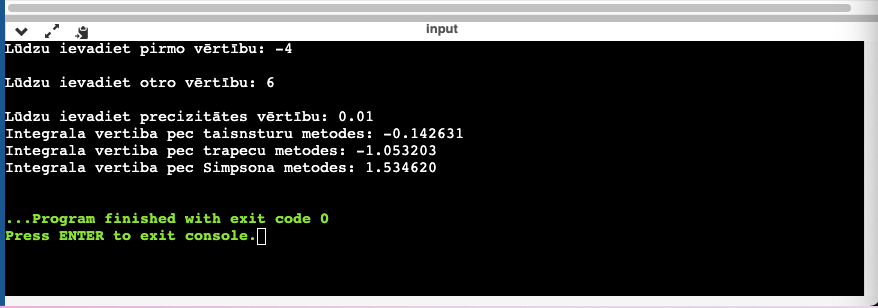 input
Lūdzu ievadiet pirmo vērtību: -4
Lūdzu ievadiet otro vērtību: 6
Lūdzu ievadiet precizitātes vērtību: 0.01
Integrala vertiba pec taisnsturu metodes: -0.142631
Integrala vertiba pec trapecu metodes: -1.053203
Integrala vertiba pec Simpsona metodes: 1.534620
...Program finished with exit code 0
Press ENTER to exit console.